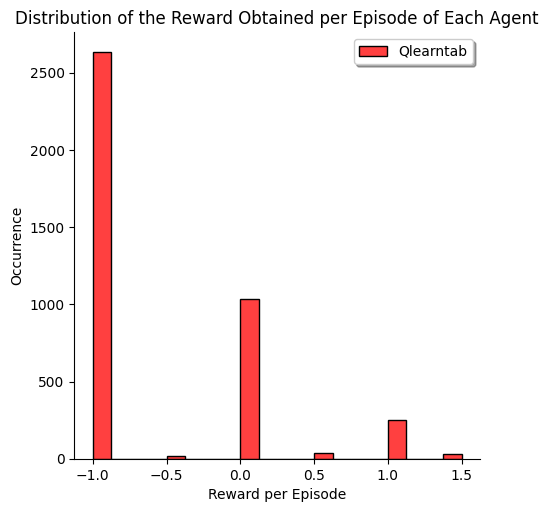 Distribution of the Reward Obtained per Episode of Each Agent
Qlearntab
2500
2000
1500
1000
500
0
Occurrence
−1.0 −0.5 0.0 0.5 1.0 1.5
Reward per Episode